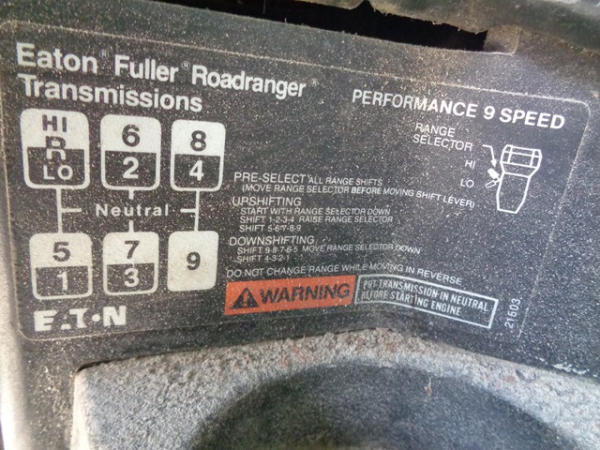 Eaton® Fuller® Roadranger®
Transmissions
PERFORMANCE 9 SPEED
HI
R
LO
6
2
8
4
Neutral
5
1
7
3
9
RANGE
SELECTOR
HI
LO
PRE-SELECT ALL RANGE SHIFTS
(MOVE RANGE SELECTOR BEFORE MOVING SHIFT LEVER)
UPSHIFTING
START WITH RANGE SELECTOR DOWN
SHIFT 1-2-3-4 RAISE RANGE SELECTOR
SHIFT 5-6-7-8-9
DOWNSHIFTING
SHIFT 9-8-7-6-5 MOVE RANGE SELECTOR DOWN
SHIFT 4-3-2-1
DO NOT CHANGE RANGE WHILE MOVING IN REVERSE
WARNING
PUT TRANSMISSION IN NEUTRAL
BEFORE STARTING ENGINE
EATON
21503